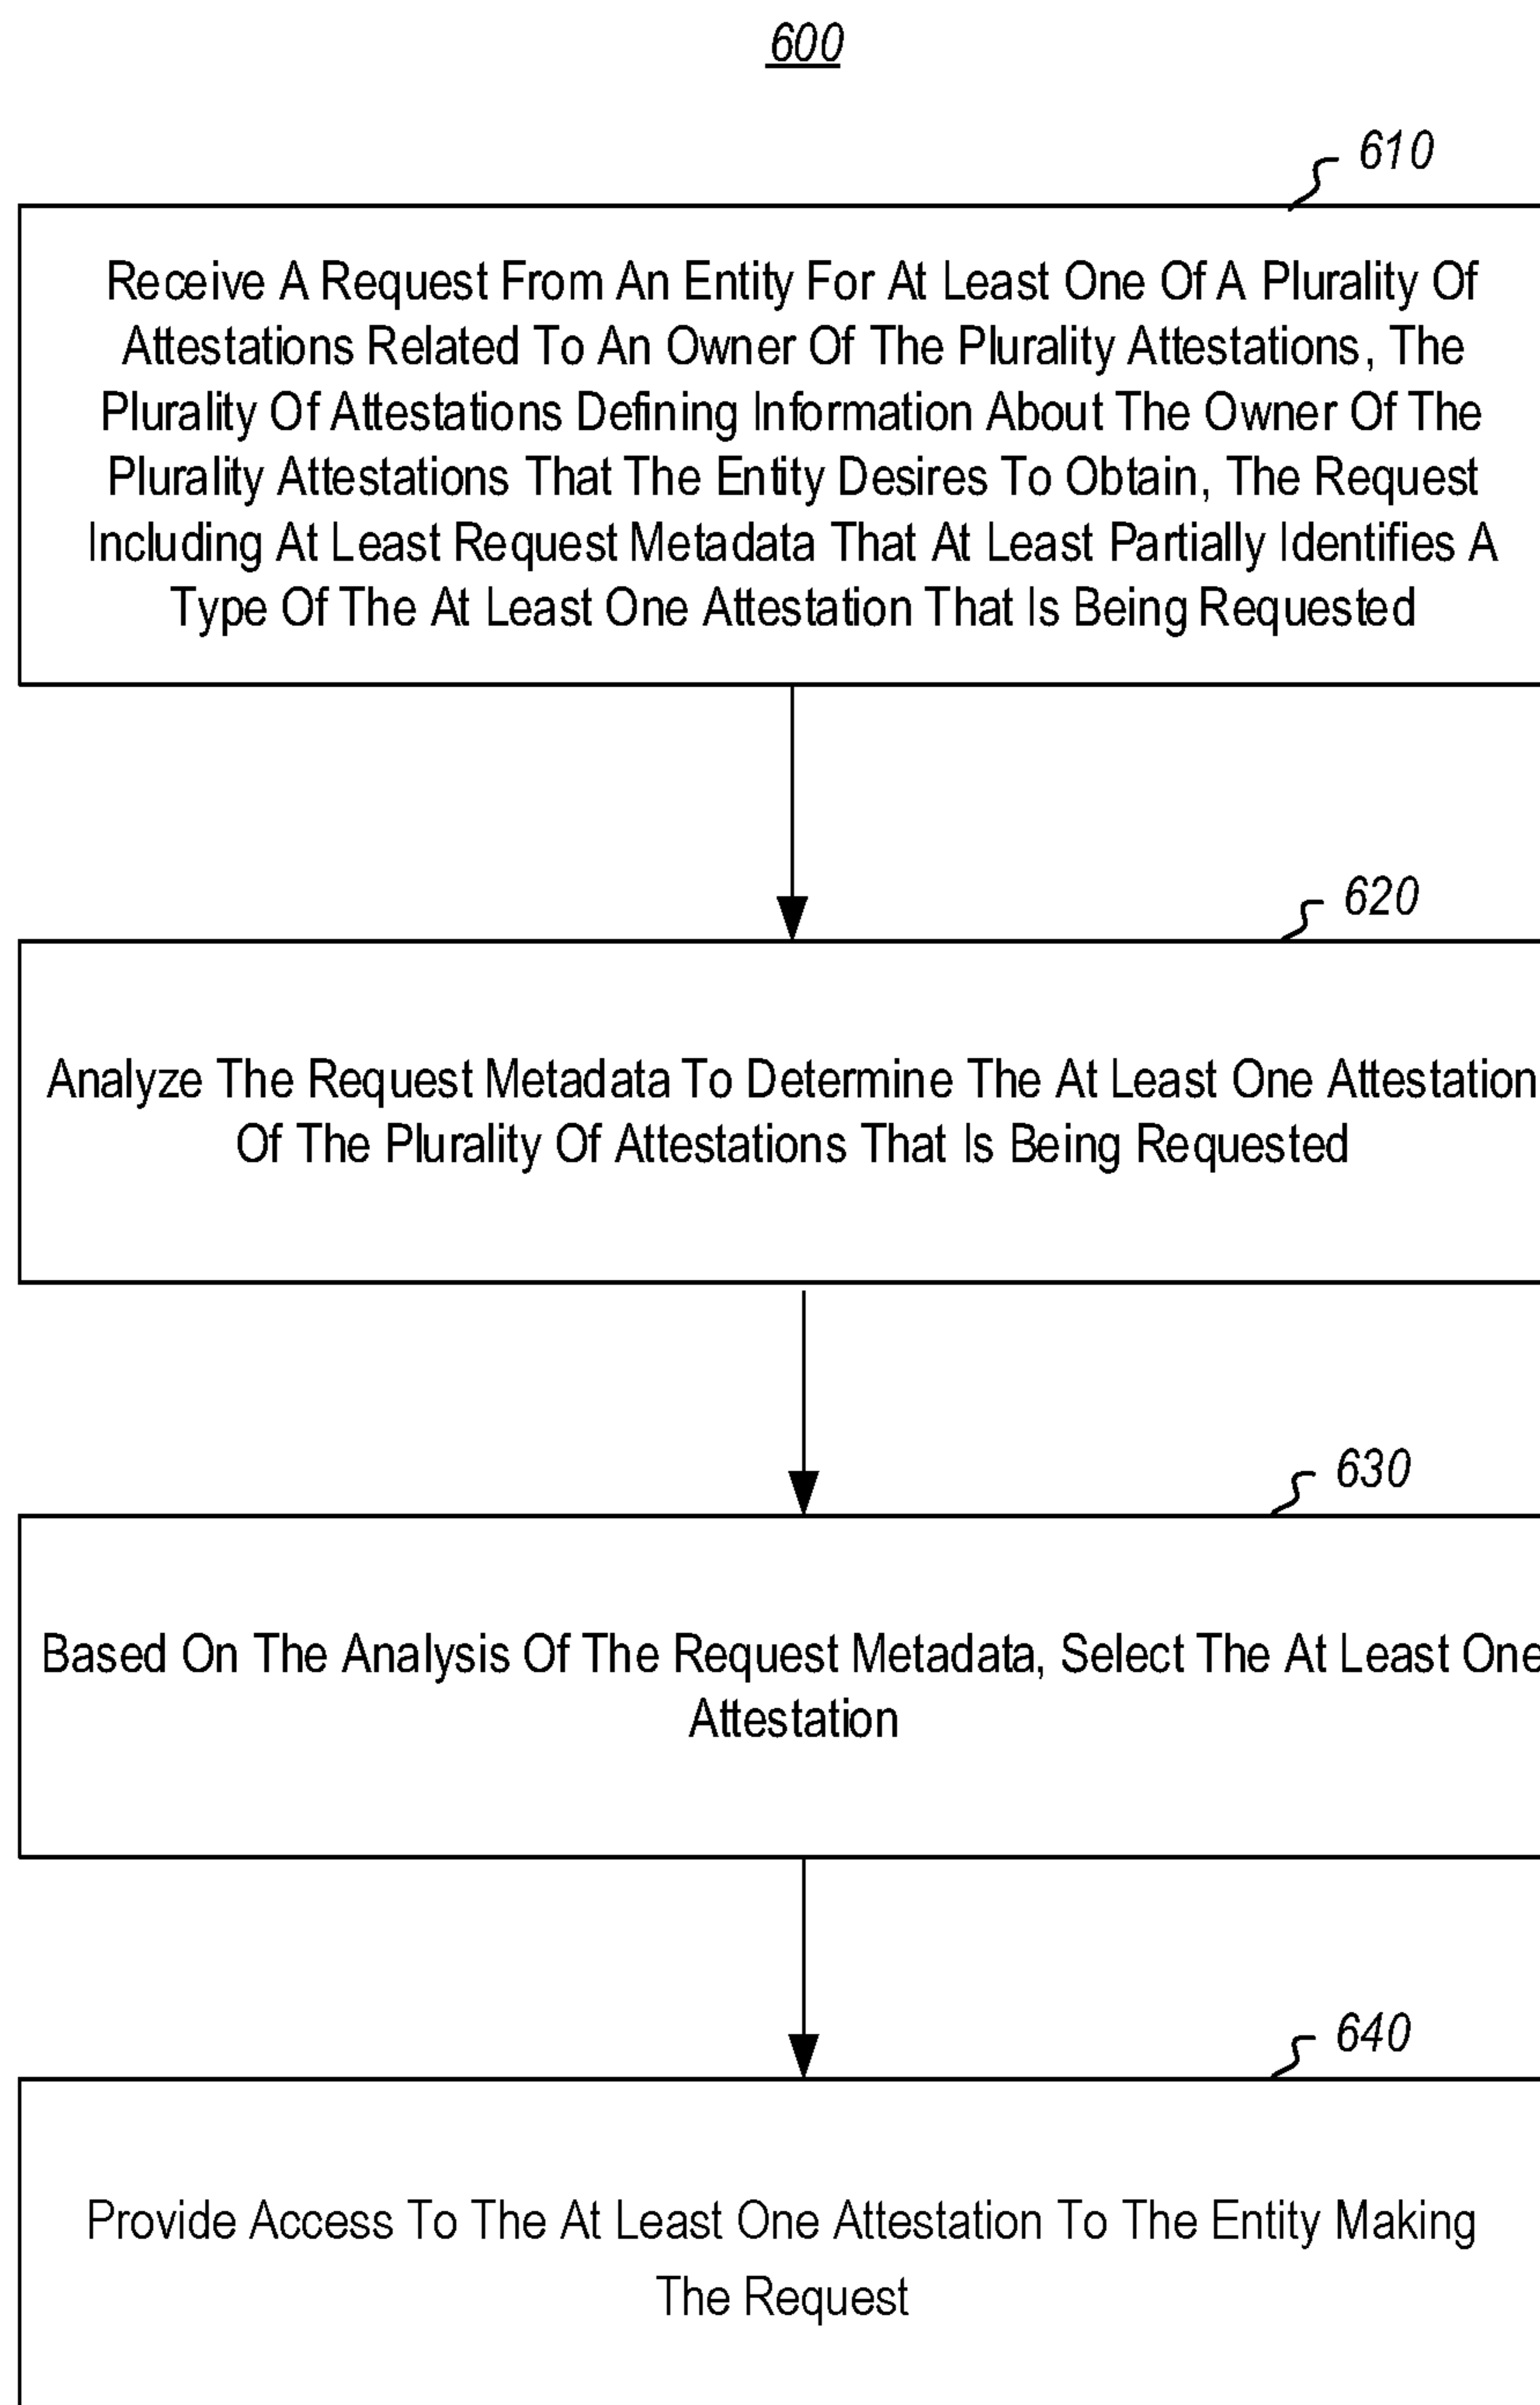 600
610
Receive A Request From An Entity For At Least One Of A Plurality Of
Attestations Related To An Owner Of The Plurality Attestations, The
Plurality Of Attestations Defining Information About The Owner Of The
Plurality Attestations That The Entity Desires To Obtain, The Request
Including At Least Request Metadata That At Least Partially Identifies A
Type Of The At Least One Attestation That Is Being Requested
620
Analyze The Request Metadata To Determine The At Least One Attestation
Of The Plurality Of Attestations That Is Being Requested
630
Based On The Analysis Of The Request Metadata, Select The At Least One
Attestation
640
Provide Access To The At Least One Attestation To The Entity Making
The Request